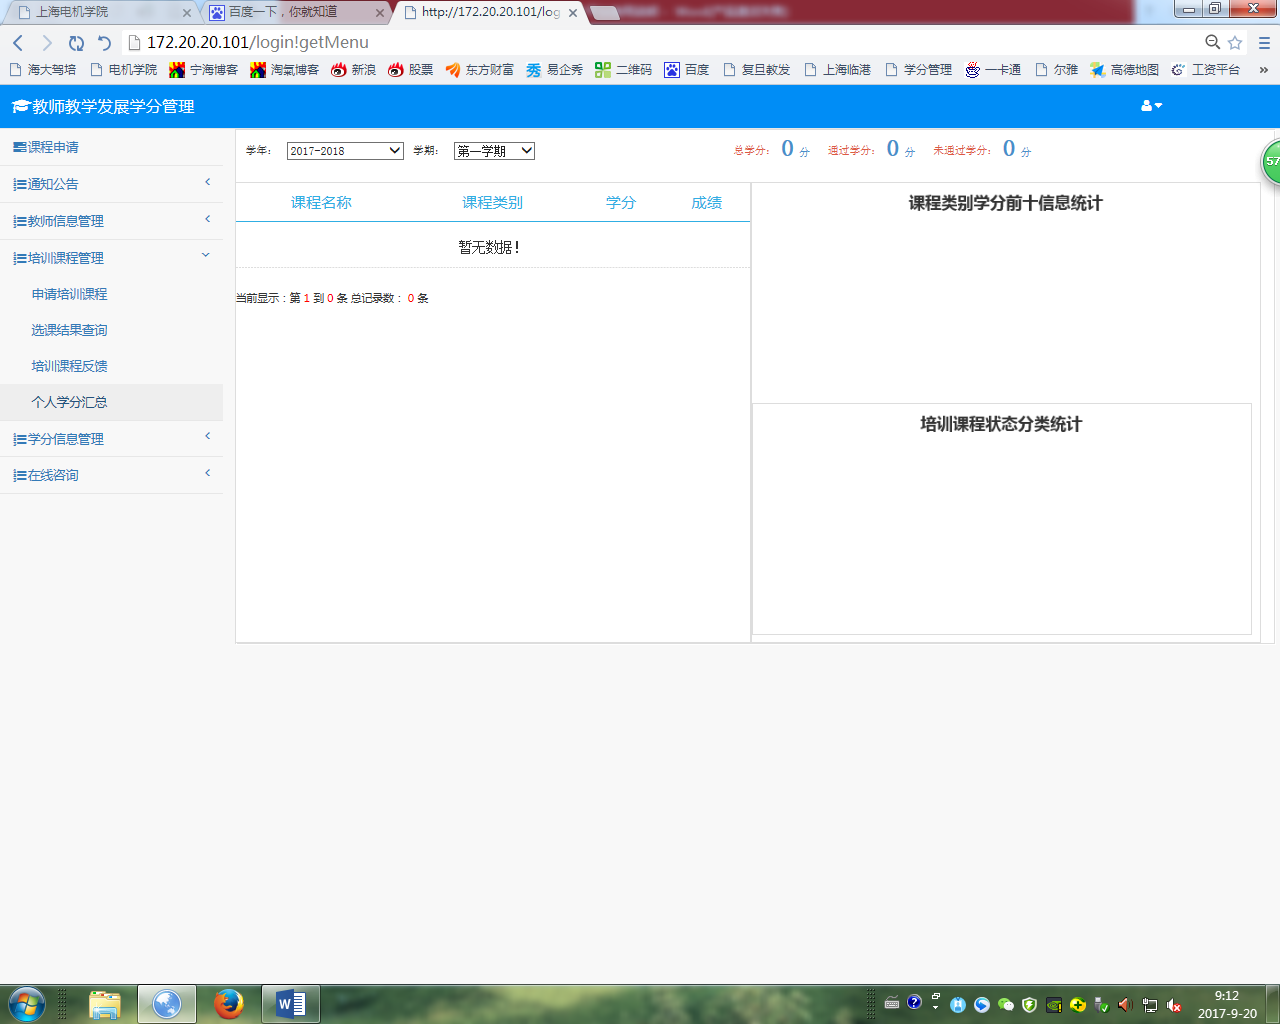 上海电机学院
百度一下，你就知道
http://172.20.20.101/log
172.20.20.101/login!getMenu
海大驾培 电机学院 宁海博客 淘氣博客 新浪 股票 东方财富 易企秀 二维码 百度 复旦教发 上海临港 学分管理 一卡通 尔雅 高德地图 工资平台 »
教师教学发展学分管理
课程申请
通知公告
教师信息管理
培训课程管理
申请培训课程
选课结果查询
培训课程反馈
个人学分汇总
学分信息管理
在线咨询
学年： 2017-2018 学期： 第一学期 总学分： 0 分 通过学分： 0 分 未通过学分： 0 分
57
课程名称 课程类别 学分 成绩
暂无数据！
当前显示：第 1 到 0 条 总记录数： 0 条
课程类别学分前十信息统计
培训课程状态分类统计
9:12
2017-9-20